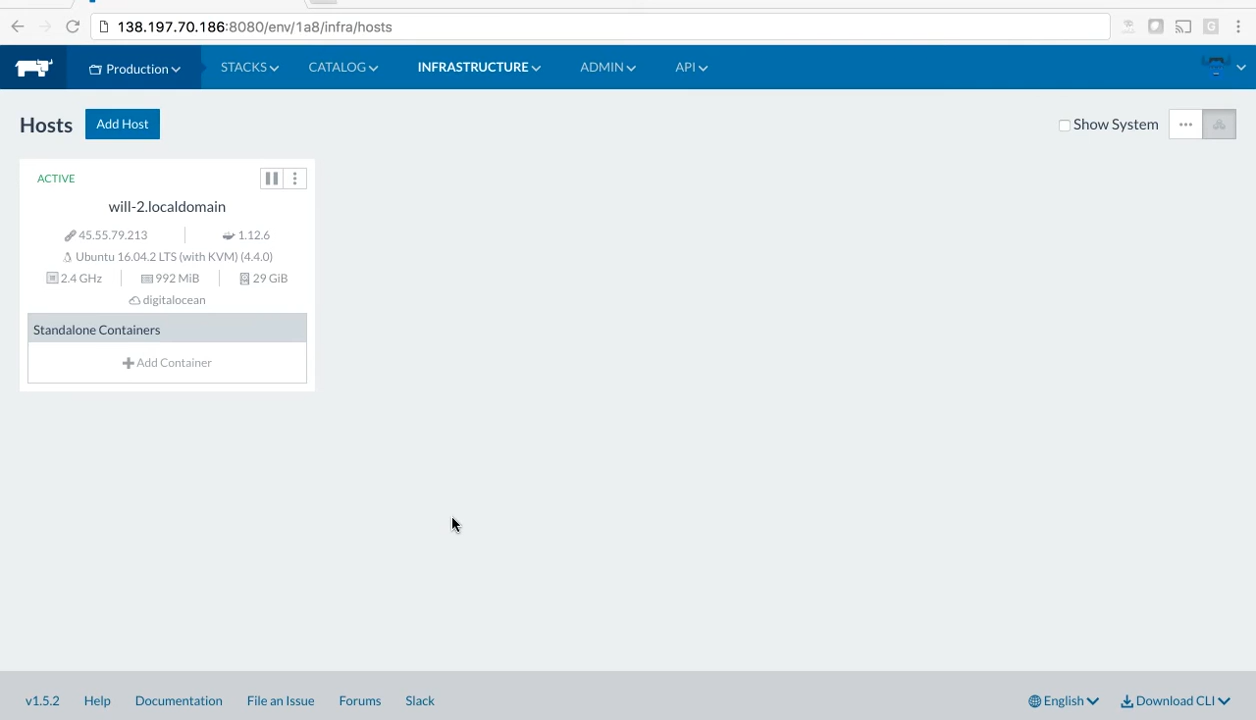 138.197.70.186:8080/env/1a8/infra/hosts
Production STACKS CATALOG INFRASTRUCTURE ADMIN API
Hosts Add Host Show System
ACTIVE
will-2.localdomain
45.55.79.213 1.12.6
Ubuntu 16.04.2 LTS (with KVM) (4.4.0)
2.4 GHz 992 MiB 29 GiB
digitalocean
Standalone Containers
Add Container
v1.5.2 Help Documentation File an Issue Forums Slack English Download CLI